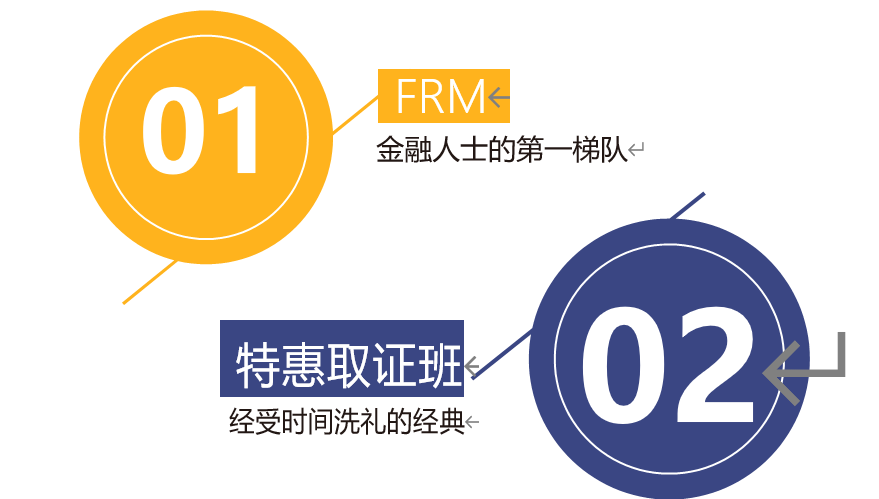 01
FRM
金融人士的第一梯队
02
特惠取证班
经受时间洗礼的经典